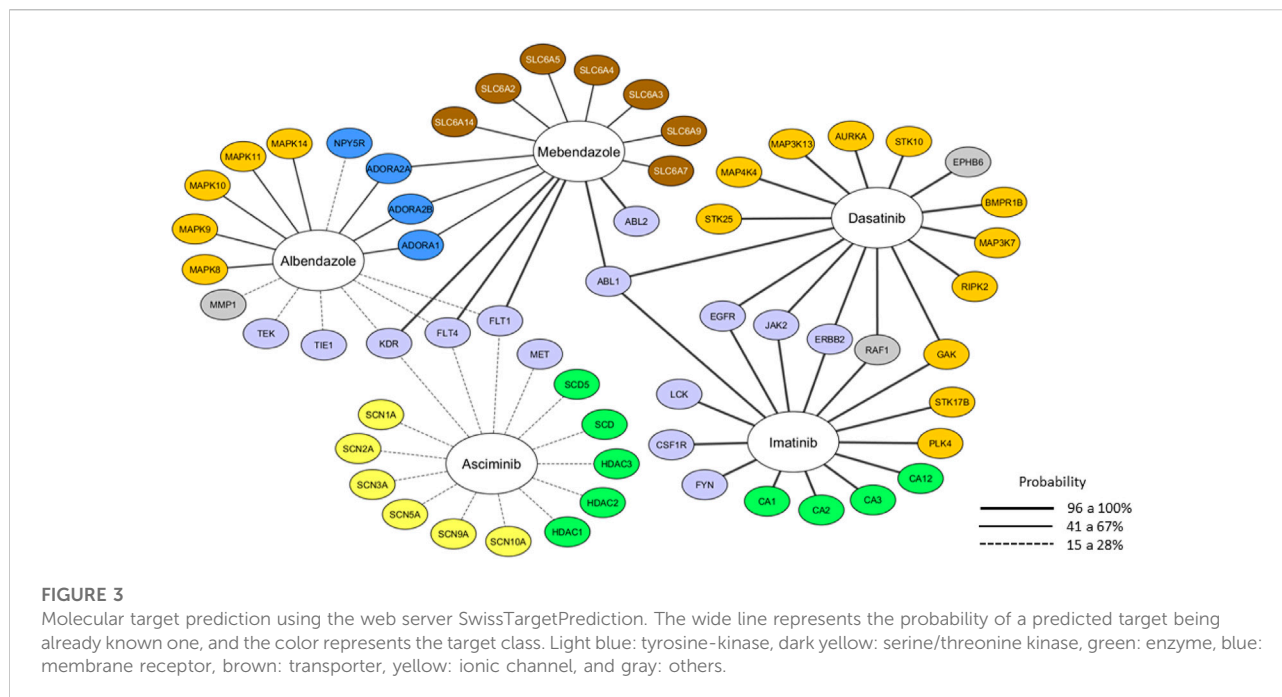 SLC6A5
SLC6A4
SLC6A2
SLC6A3
SLC6A14
SLC6A9
SLC6A7
Mebendazole
MAPK14
NPY5R
MAPK11
ADORA2A
MAPK10
ADORA2B
MAPK9
ADORA1
MAPK8
Albendazole
MMP1
TEK
TIE1
KDR
FLT4
FLT1
MET
ABL2
ABL1
AURKA
STK10
MAP3K13
EPHB6
MAP4K4
BMPR1B
STK25
MAP3K7
RIPK2
Dasatinib
EGFR
JAK2
ERBB2
RAF1
GAK
LCK
STK17B
CSF1R
PLK4
FYN
Imatinib
CA12
CA1
CA2
CA3
SCD5
SCN1A
SCD
SCN2A
HDAC3
SCN3A
HDAC2
SCN5A
HDAC1
SCN9A
SCN10A
Asciminib
Probability
96 a 100%
41 a 67%
15 a 28%
FIGURE 3
Molecular target prediction using the web server SwissTargetPrediction. The wide line represents the probability of a predicted target being
already known one, and the color represents the target class. Light blue: tyrosine-kinase, dark yellow: serine/threonine kinase, green: enzyme, blue:
membrane receptor, brown: transporter, yellow: ionic channel, and gray: others.